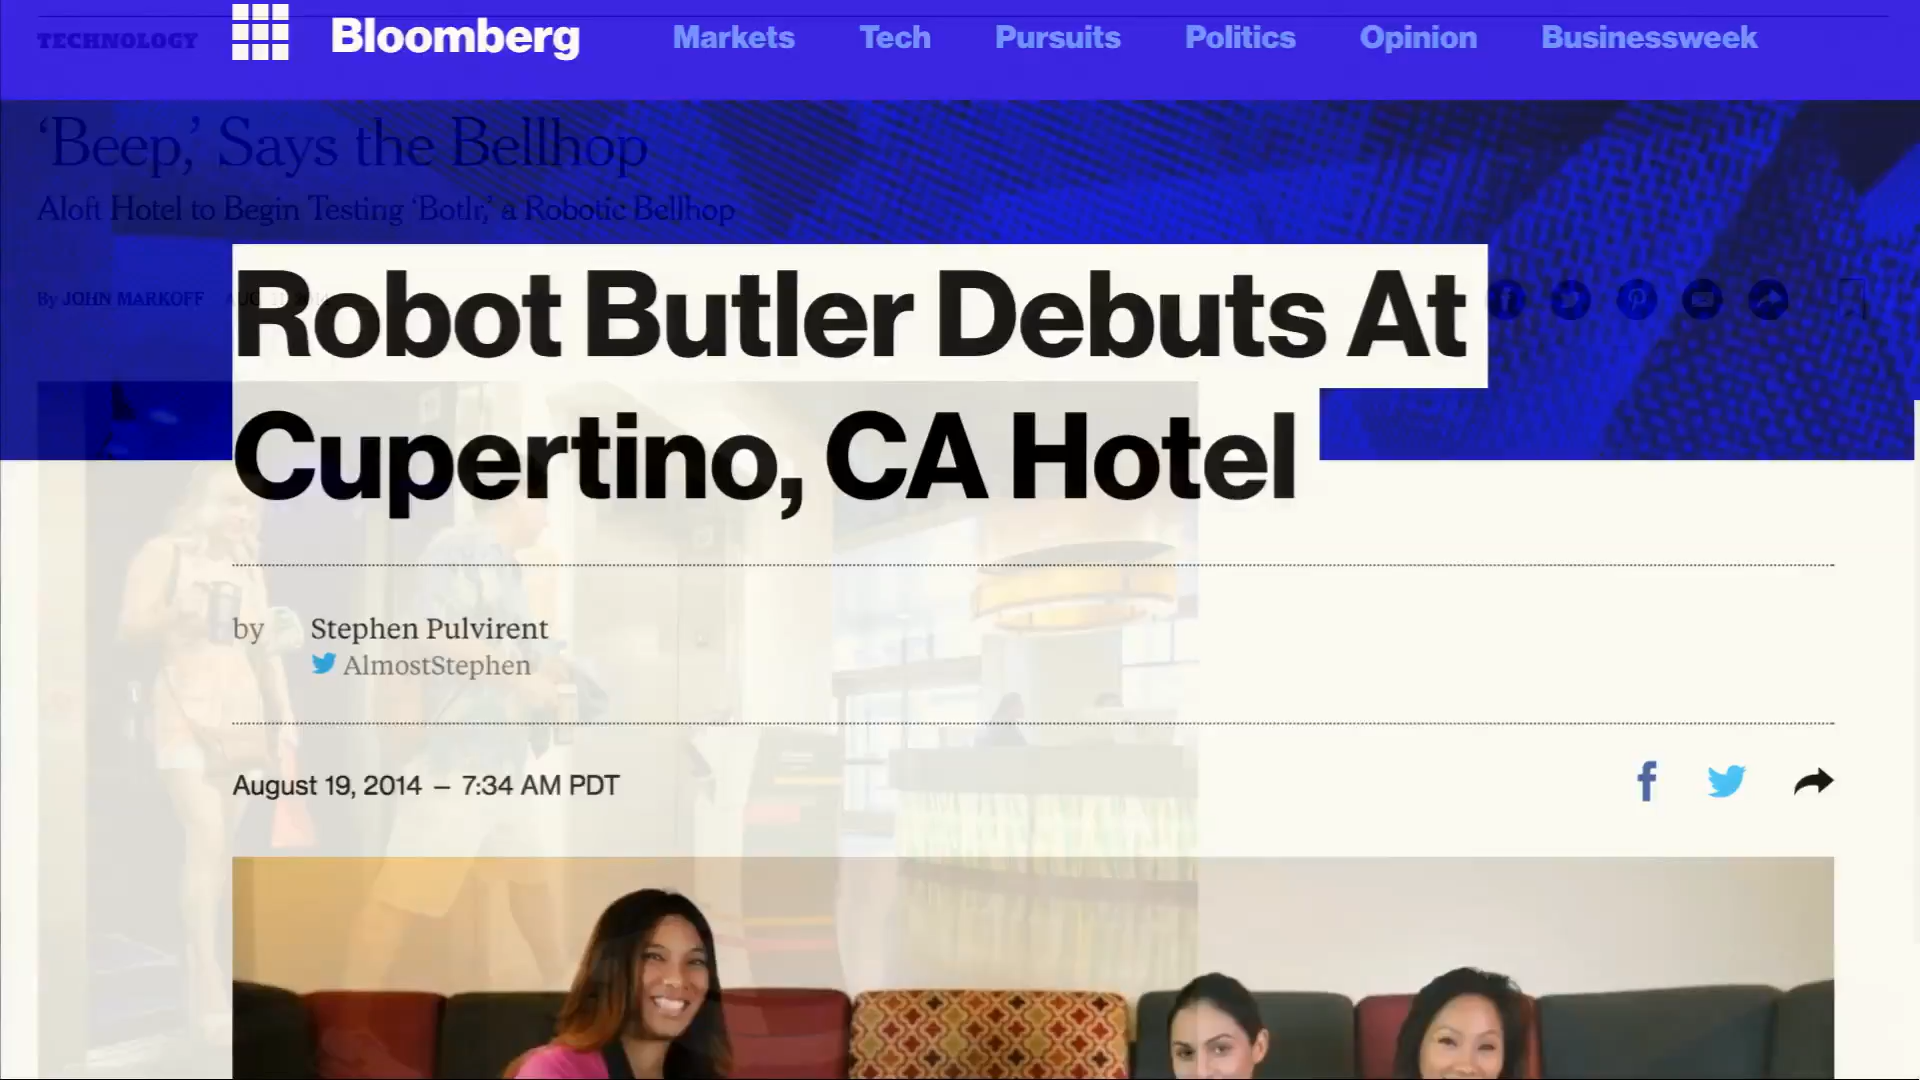 TECHNOLOGY
Bloomberg
Markets Tech Pursuits Politics Opinion Businessweek
‘Beep,’ Says the Bellhop
Aloft Hotel to Begin Testing ‘Botlr,’ a Robotic Bellhop
By JOHN MARKOFF
Robot Butler Debuts At
Cupertino, CA Hotel
by Stephen Pulvirent
AlmostStephen
August 19, 2014 – 7:34 AM PDT